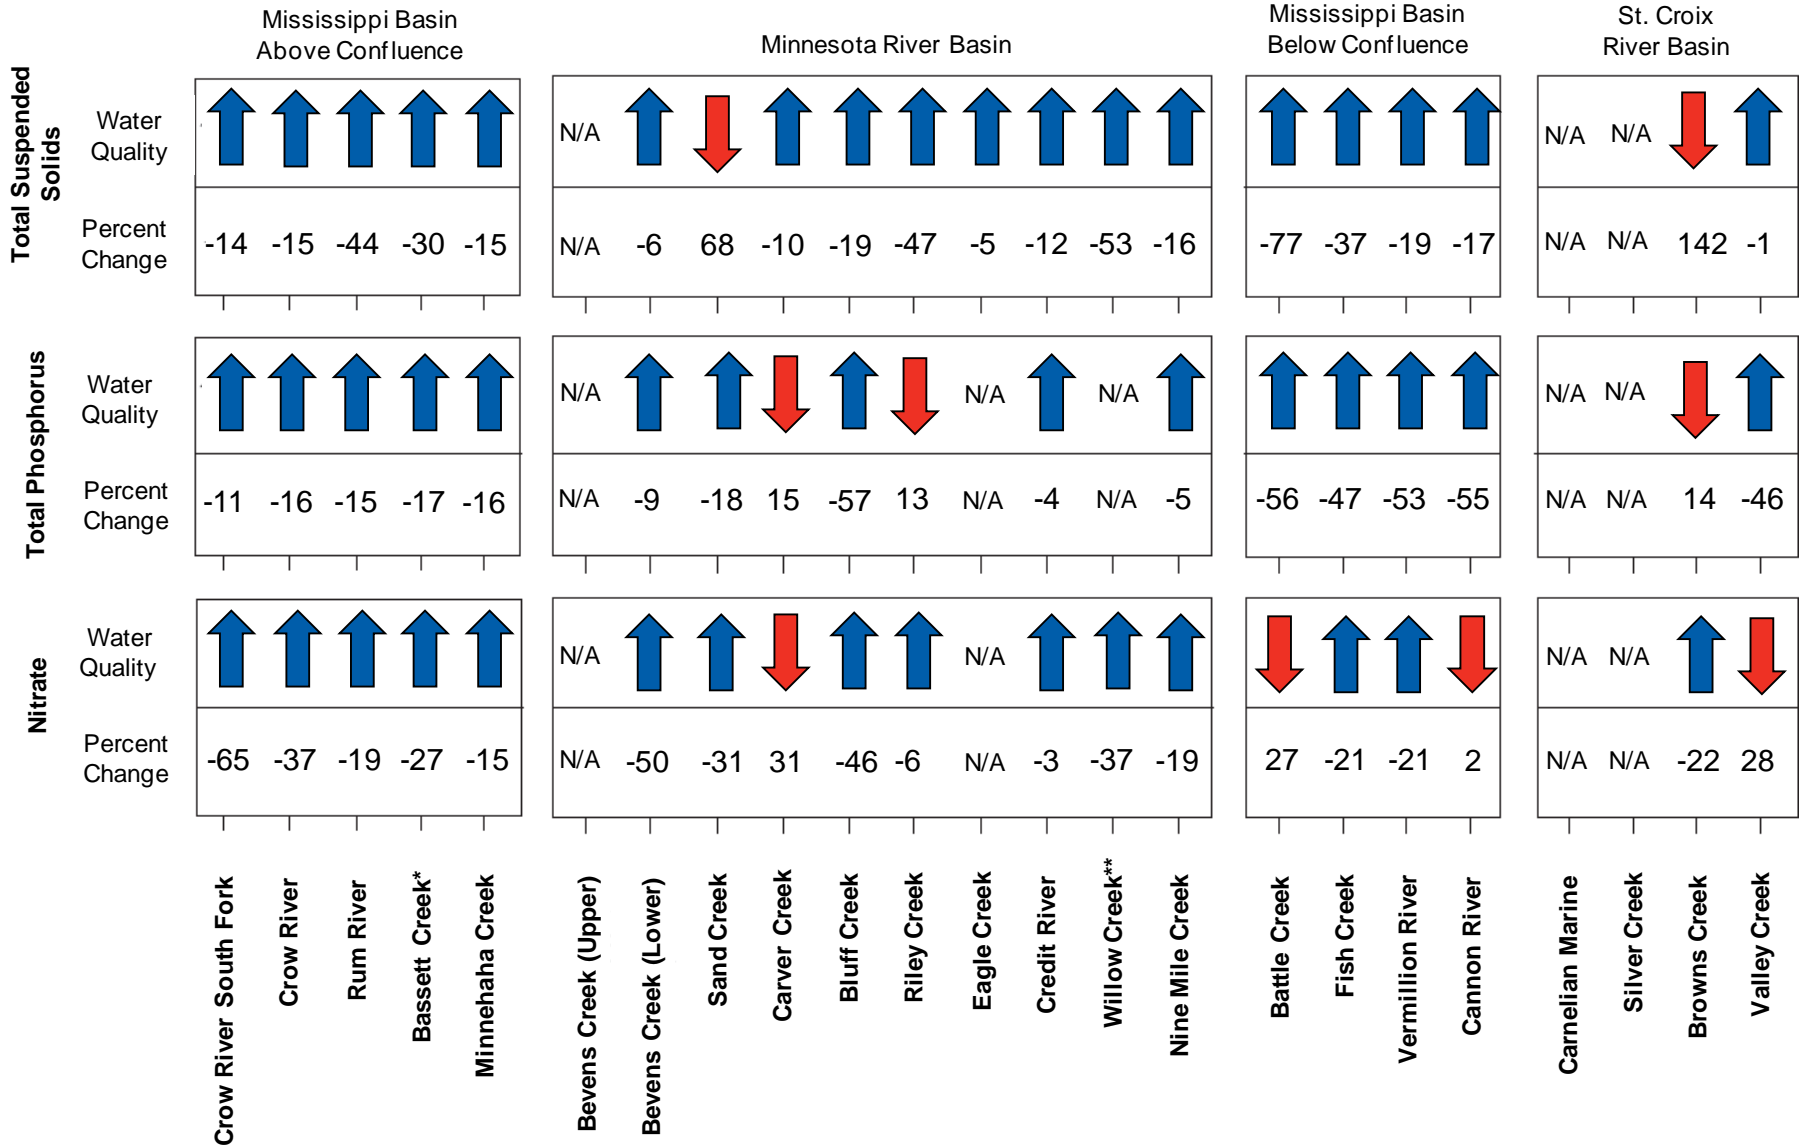 Mississippi Basin
Above Confluence
Minnesota River Basin
Mississippi Basin
Below Confluence
St. Croix
River Basin
Total Suspended
Solids
Water
Quality
N/A
N/A
N/A
Percent
Change
-14 -15 -44 -30 -15
N/A -6 68 -10 -19 -47 -5 -12 -53 -16
-77 -37 -19 -17
N/A N/A 142 -1
Total Phosphorus
Water
Quality
N/A N/A N/A
N/A N/A
Percent
Change
-11 -16 -15 -17 -16
N/A -9 -18 15 -57 13 N/A -4 N/A -5
-56 -47 -53 -55
N/A N/A 14 -46
Nitrate
Water
Quality
N/A N/A
N/A N/A
Percent
Change
-65 -37 -19 -27 -15
N/A -50 -31 31 -46 -6 N/A -3 -37 -19
27 -21 -21 2
N/A N/A -22 28
Crow River South Fork
Crow River
Rum River
Bassett Creek*
Minnehaha Creek
Bevens Creek (Upper)
Bevens Creek (Lower)
Sand Creek
Carver Creek
Bluff Creek
Riley Creek
Eagle Creek
Credit River
Willow Creek**
Nine Mile Creek
Battle Creek
Fish Creek
Vermillion River
Cannon River
Carnelian Marine
Silver Creek
Browns Creek
Valley Creek